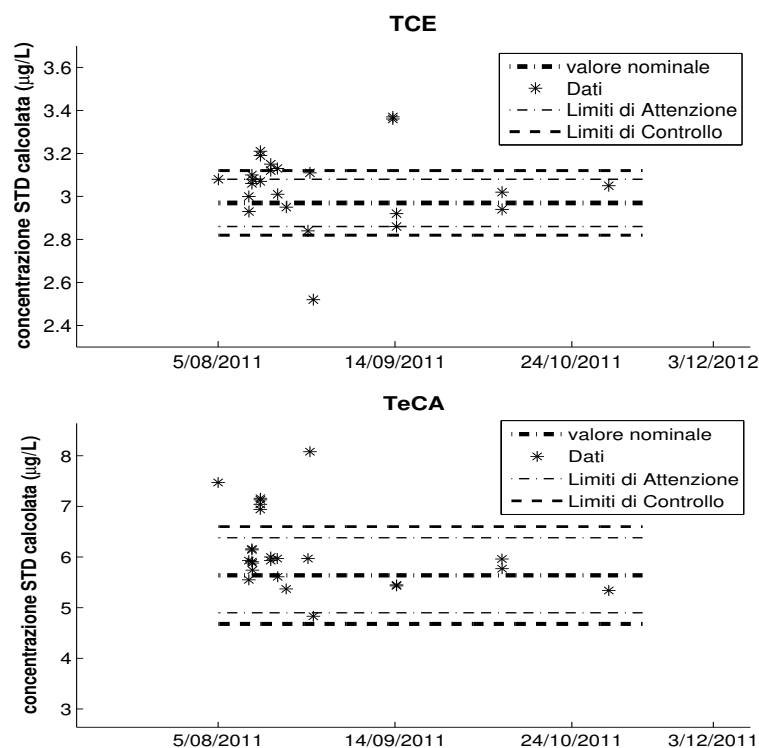 TCE
concentrazione STD calcolata (µg/L)
3.6
3.4
3.2
3
2.8
2.6
2.4
valore nominale
Dati
Limiti di Attenzione
Limiti di Controllo
5/08/2011
14/09/2011
24/10/2011
3/12/2012
TeCA
concentrazione STD calcolata (µg/L)
8
7
6
5
4
3
valore nominale
Dati
Limiti di Attenzione
Limiti di Controllo
5/08/2011
14/09/2011
24/10/2011
3/12/2011